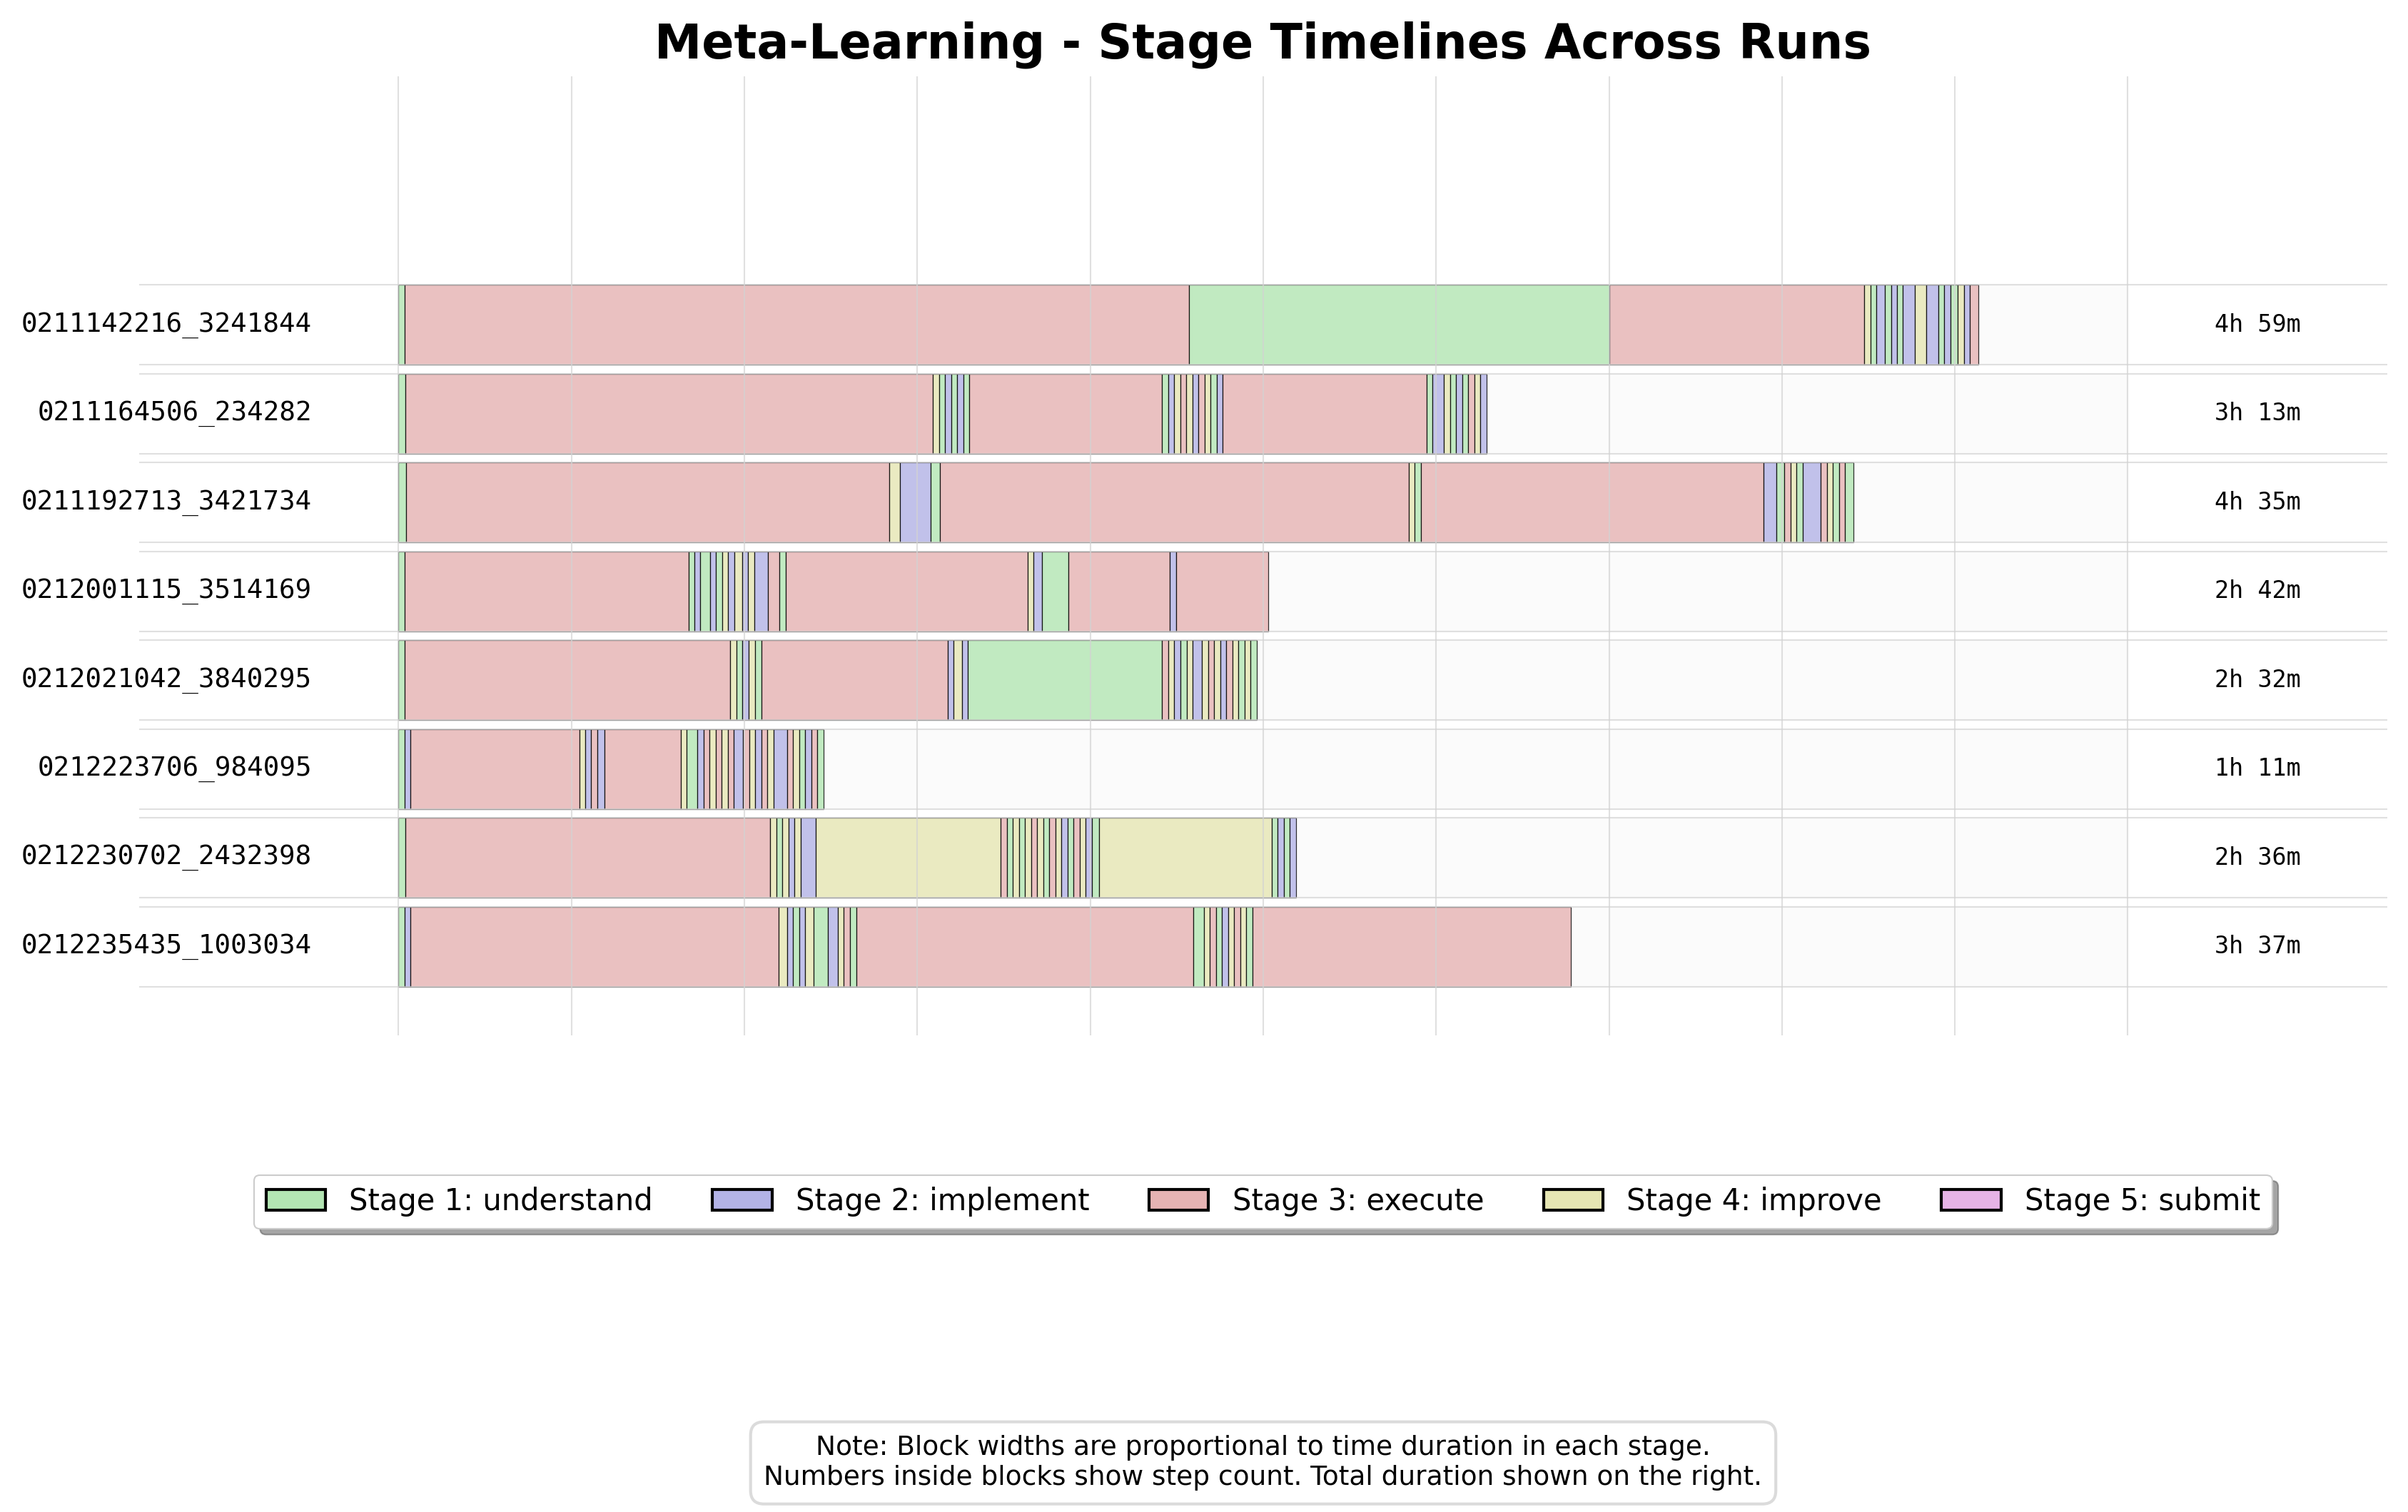 Meta-Learning - Stage Timelines Across Runs
0211142216_3241844 4h 59m
0211164506_234282 3h 13m
0211192713_3421734 4h 35m
0212001115_3514169 2h 42m
0212021042_3840295 2h 32m
0212223706_984095 1h 11m
0212230702_2432398 2h 36m
0212235435_1003034 3h 37m
Stage 1: understand Stage 2: implement Stage 3: execute Stage 4: improve Stage 5: submit
Note: Block widths are proportional to time duration in each stage.
Numbers inside blocks show step count. Total duration shown on the right.